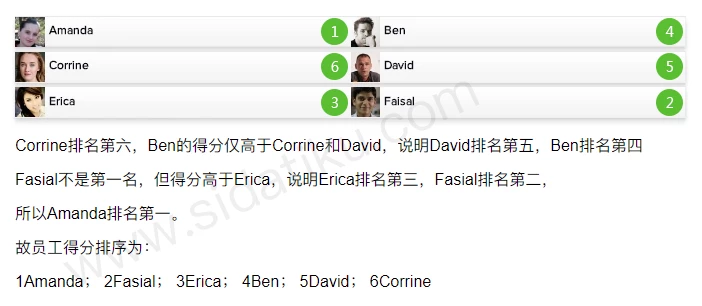 Amanda 1 Ben 4
Corrine 6 David 5
Erica 3 Faisal 2
Corrine排名第六，Ben的得分仅高于Corrine和David，说明David排名第五，Ben排名第四
Fasial不是第一名，但得分高于Erica，说明Erica排名第三，Fasial排名第二，
所以Amanda排名第一。
故员工得分排序为：
1Amanda； 2Fasial； 3Erica； 4Ben； 5David； 6Corrine
www.sidatiku.com